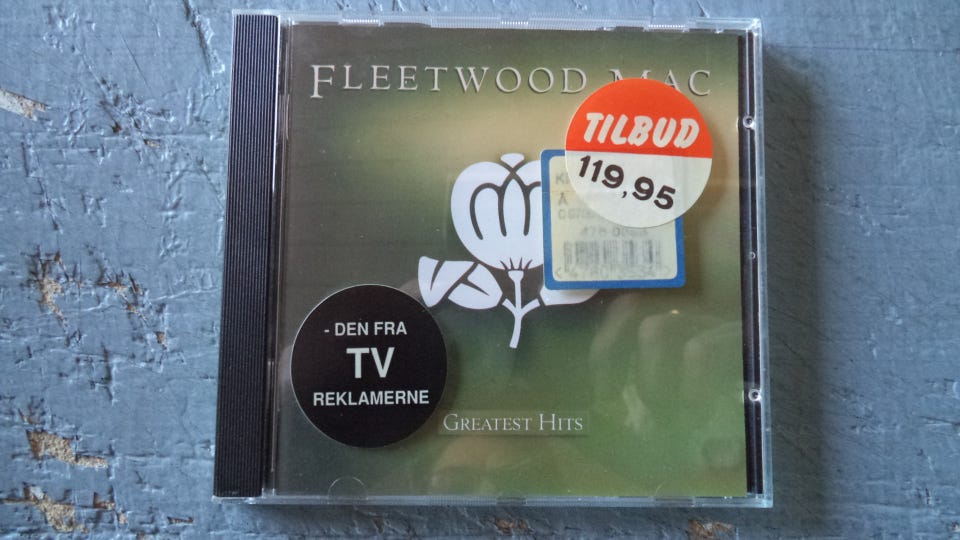 FLEETWOOD MAC
TILBUD
119,95
- DEN FRA
TV
REKLAMERNE
GREATEST HITS